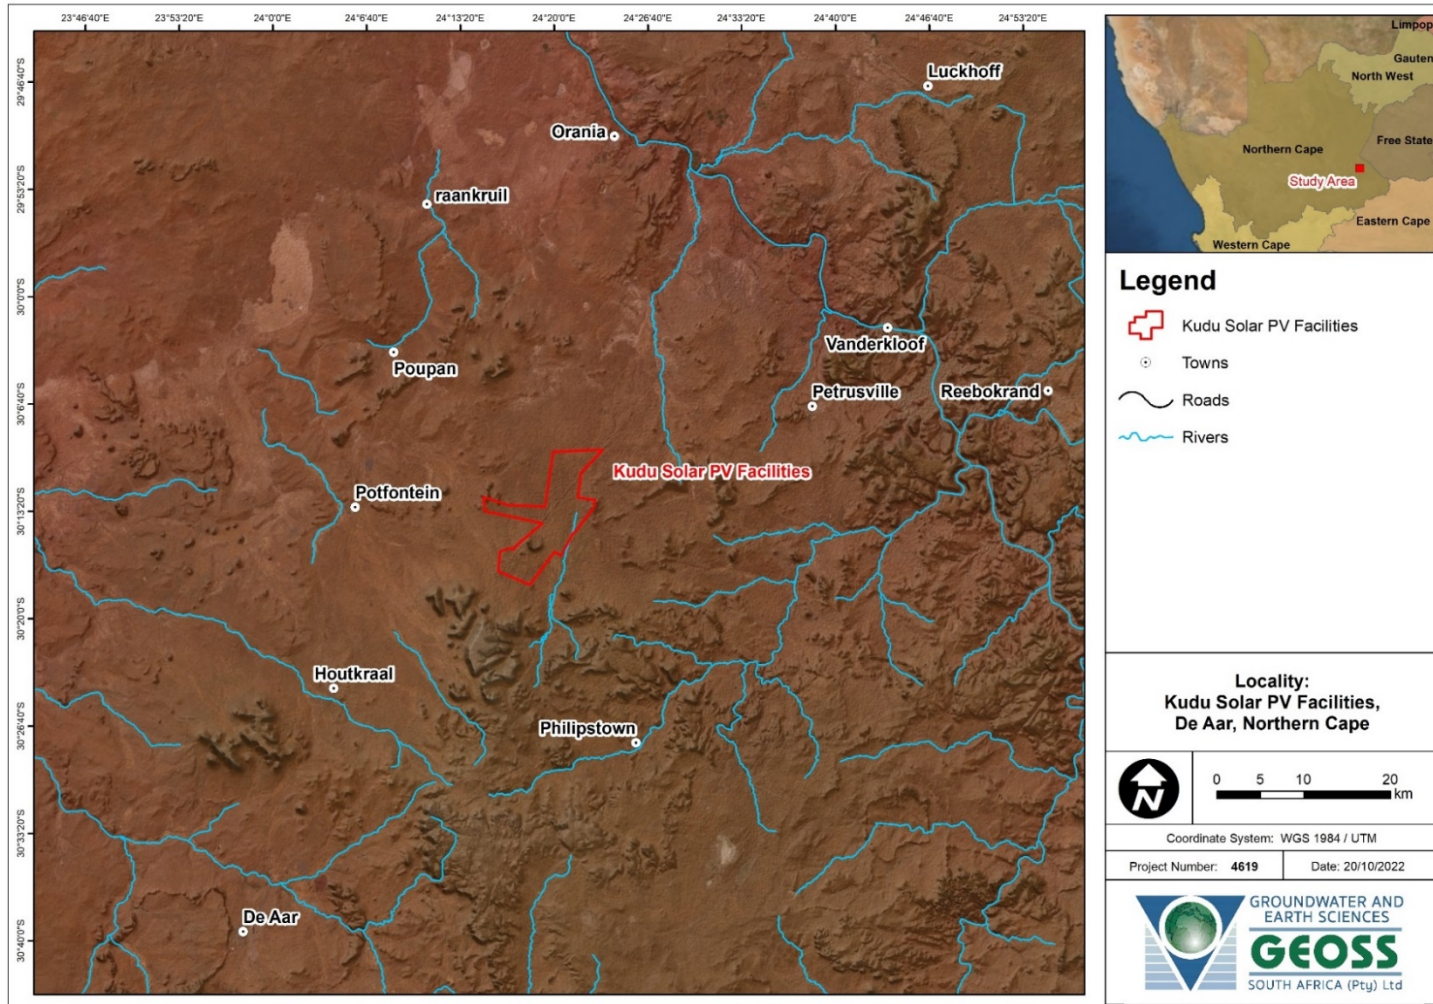 23°46'40"E 23°53'20"E 24°0'0"E 24°6'40"E 24°13'20"E 24°20'0"E 24°26'40"E 24°33'20"E 24°40'0"E 24°46'40"E 24°53'20"E
29°46'40"S
29°53'20"S
30°0'0"S
30°6'40"S
30°13'20"S
30°20'0"S
30°26'40"S
30°33'20"S
30°40'0"S
Luckhoff
Orania
raankruil
Vanderkloof
Poupan
Petrusville
Reebokrand
Kudu Solar PV Facilities
Potfontein
Houtkraal
Philipstown
De Aar
Limpop
Gauten
North West
Free State
Northern Cape
Study Area
Eastern Cape
Western Cape
Legend
Kudu Solar PV Facilities
Towns
Roads
Rivers
Locality:
Kudu Solar PV Facilities,
De Aar, Northern Cape
N
0 5 10 20
km
Coordinate System: WGS 1984 / UTM
Project Number: 4619
Date: 20/10/2022
GROUNDWATER AND
EARTH SCIENCES
GEOSS
SOUTH AFRICA (Pty) Ltd